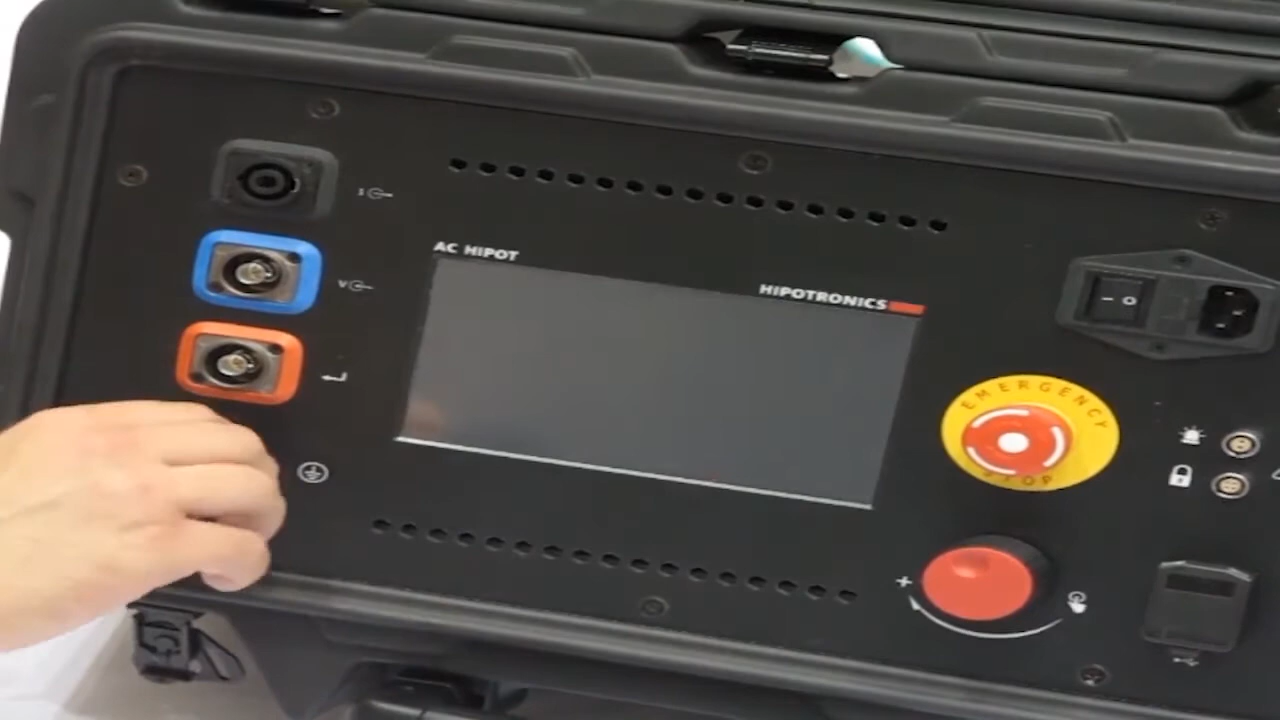 AC HIPOT
HIPOTRONICS
I
V
– O
EMERGENCY
STOP
+